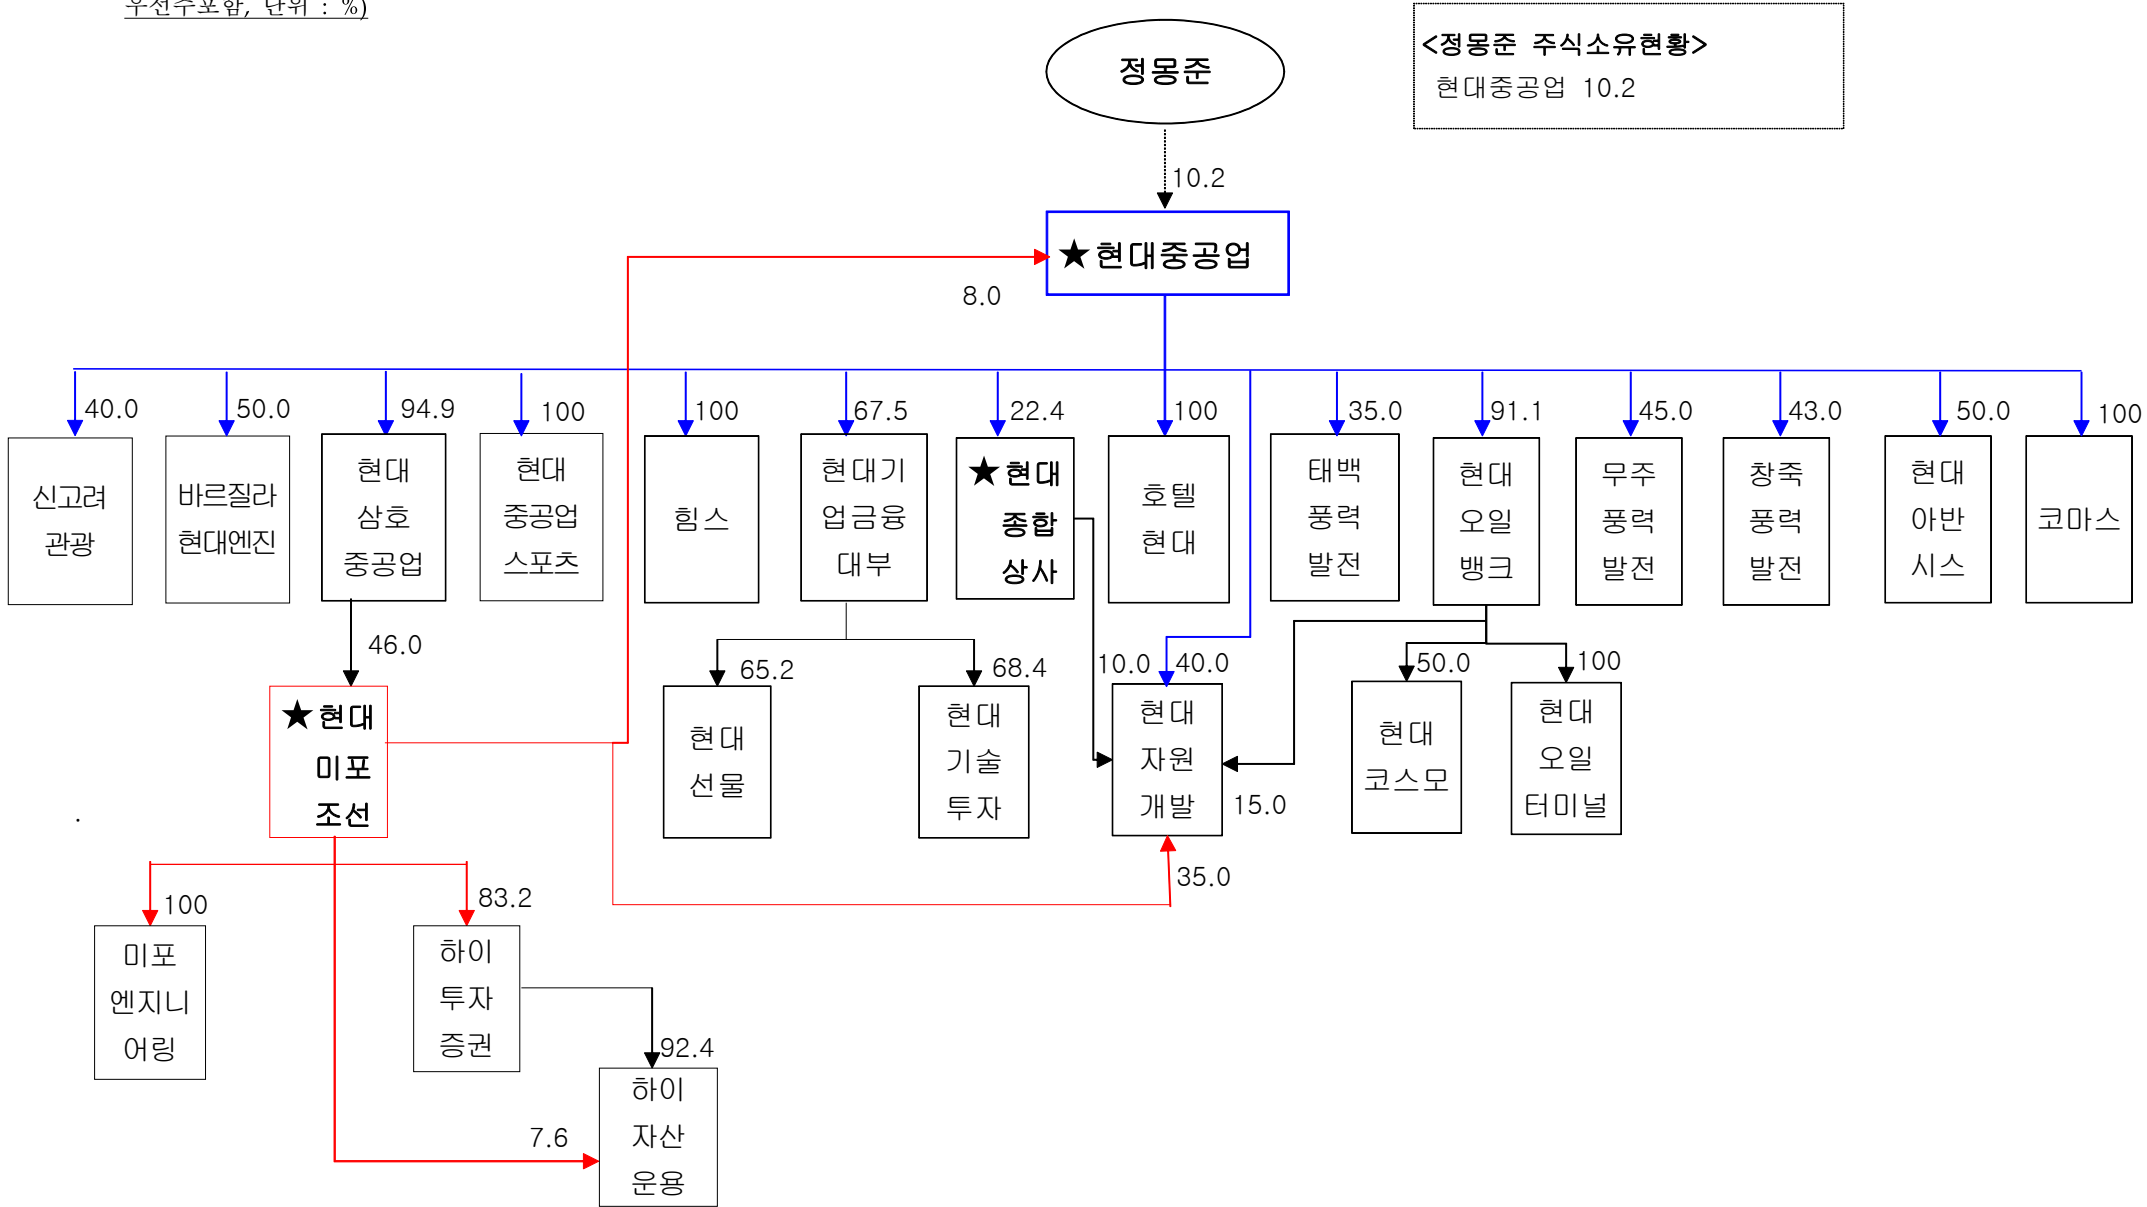 우선주포함, 단위 : %)
<정몽준 주식소유현황>
현대중공업 10.2
정몽준
10.2
★현대중공업
8.0
40.0
50.0
94.9
100
100
67.5
22.4
100
35.0
91.1
45.0
43.0
50.0
100
신고려
관광
바르질라
현대엔진
현대
삼호
중공업
현대
중공업
스포츠
힘스
현대기
업금융
대부
★현대
종합
상사
호텔
현대
태백
풍력
발전
현대
오일
뱅크
무주
풍력
발전
창죽
풍력
발전
현대
아반
시스
코마스
46.0
65.2
68.4
10.0
40.0
50.0
100
★현대
미포
조선
현대
선물
현대
기술
투자
현대
자원
개발
15.0
현대
코스모
현대
오일
터미널
.
35.0
100
83.2
미포
엔지니
어링
하이
투자
증권
92.4
7.6
하이
자산
운용